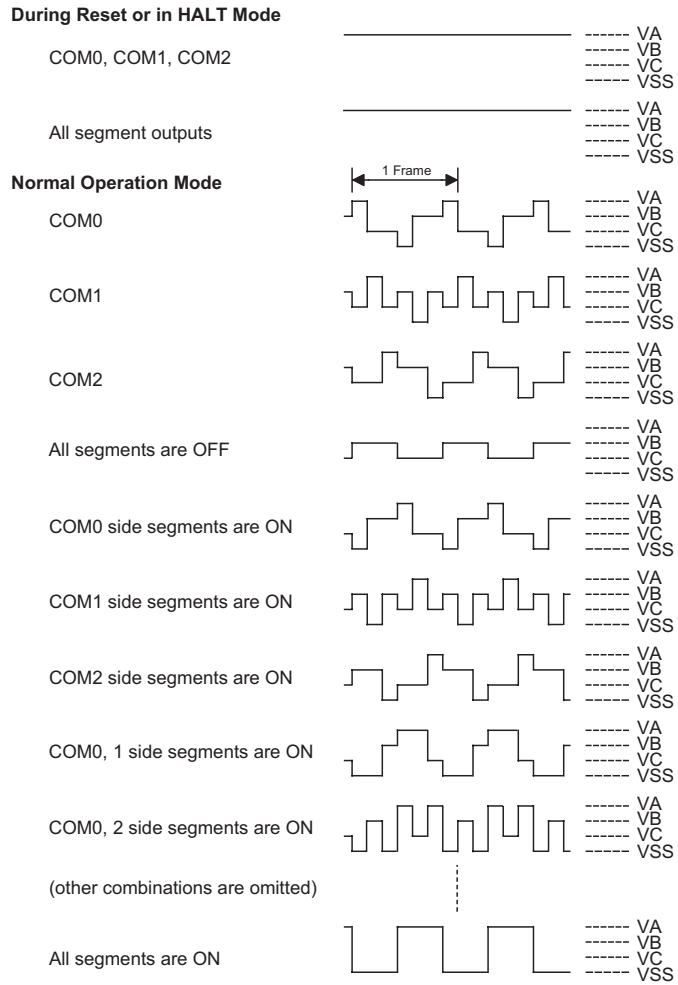 During Reset or in HALT Mode
COM0, COM1, COM2
VA
VB
VC
VSS
All segment outputs
VA
VB
VC
VSS
Normal Operation Mode
1 Frame
COM0
VA
VB
VC
VSS
COM1
VA
VB
VC
VSS
COM2
VA
VB
VC
VSS
All segments are OFF
VA
VB
VC
VSS
COM0 side segments are ON
VA
VB
VC
VSS
COM1 side segments are ON
VA
VB
VC
VSS
COM2 side segments are ON
VA
VB
VC
VSS
COM0, 1 side segments are ON
VA
VB
VC
VSS
COM0, 2 side segments are ON
VA
VB
VC
VSS
(other combinations are omitted)
All segments are ON
VA
VB
VC
VSS